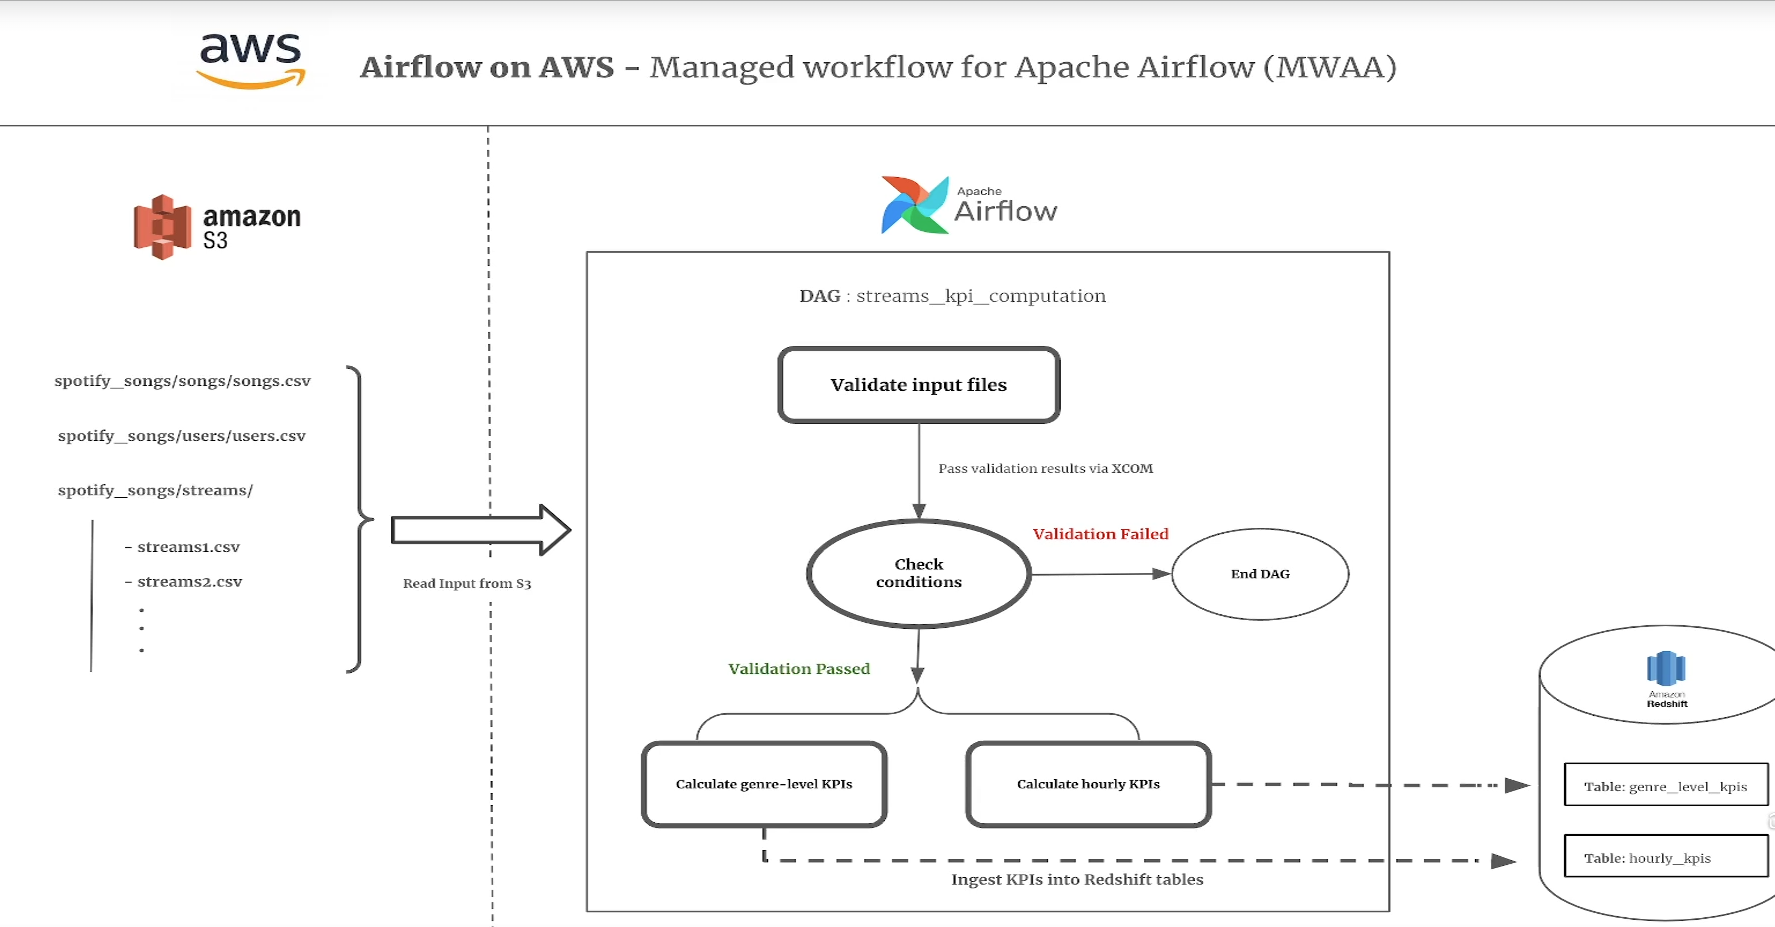 aws
Airflow on AWS - Managed workflow for Apache Airflow (MWAA)
amazon
S3
Apache
Airflow
DAG : streams_kpi_computation
spotify_songs/songs/songs.csv
spotify_songs/users/users.csv
spotify_songs/streams/
- streams1.csv
- streams2.csv
.
.
.
Read Input from S3
Validate input files
Pass validation results via XCOM
Check
conditions
Validation Failed
End DAG
Validation Passed
Calculate genre-level KPIs
Calculate hourly KPIs
Ingest KPIs into Redshift tables
Amazon
Redshift
Table: genre_level_kpis
Table: hourly_kpis